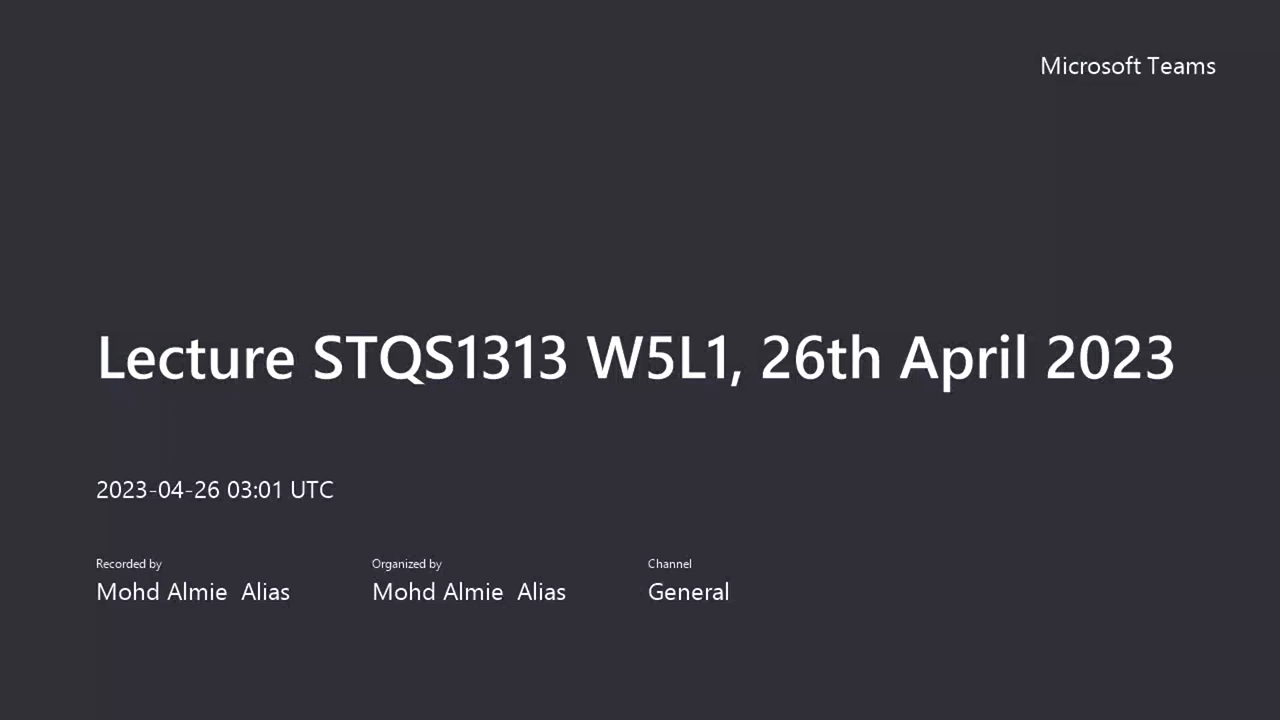 Microsoft Teams
Lecture STQS1313 W5L1, 26th April 2023
2023-04-26 03:01 UTC
Recorded by
Mohd Almie  Alias
Organized by
Mohd Almie  Alias
Channel
General